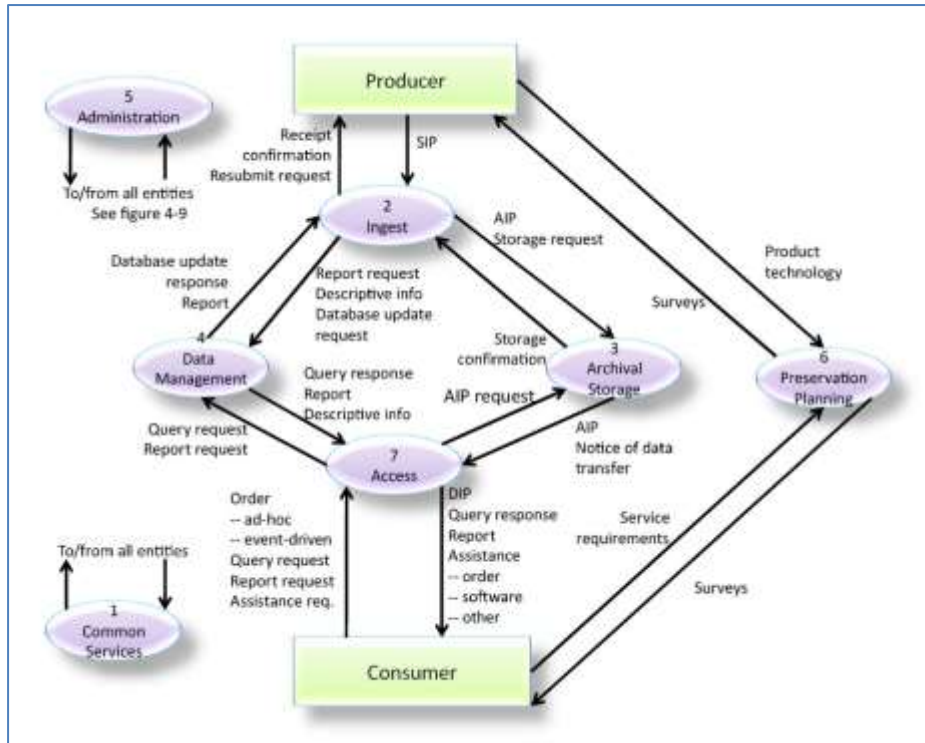 Producer
5
Administration
To/from all entities
See figure 4-9
Receipt
confirmation
Resubmit request
SIP
2
Ingest
AIP
Storage request
Product
technology
Surveys
Database update
response
Report
Report request
Descriptive info
Database update
request
Storage
confirmation
4
Data
Management
3
Archival
Storage
6
Preservation
Planning
Query response
Report
Descriptive info
AIP request
Query request
Report request
AIP
Notice of data
transfer
7
Access
Order
-- ad-hoc
-- event-driven
Query request
Report request
Assistance req.
DIP
Query response
Report
Assistance
-- order
-- software
-- other
Service
requirements
Surveys
To/from all entities
1
Common
Services
Consumer